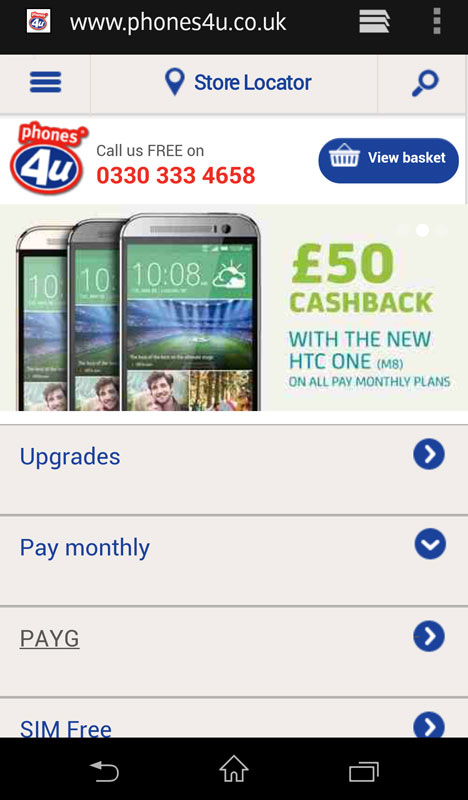 www.phones4u.co.uk
Store Locator
phones
4u
Call us FREE on
0330 333 4658
View basket
10:08
£50
CASHBACK
WITH THE NEW
HTC ONE (M8)
ON ALL PAY MONTHLY PLANS
Upgrades
Pay monthly
PAYG
SIM Free